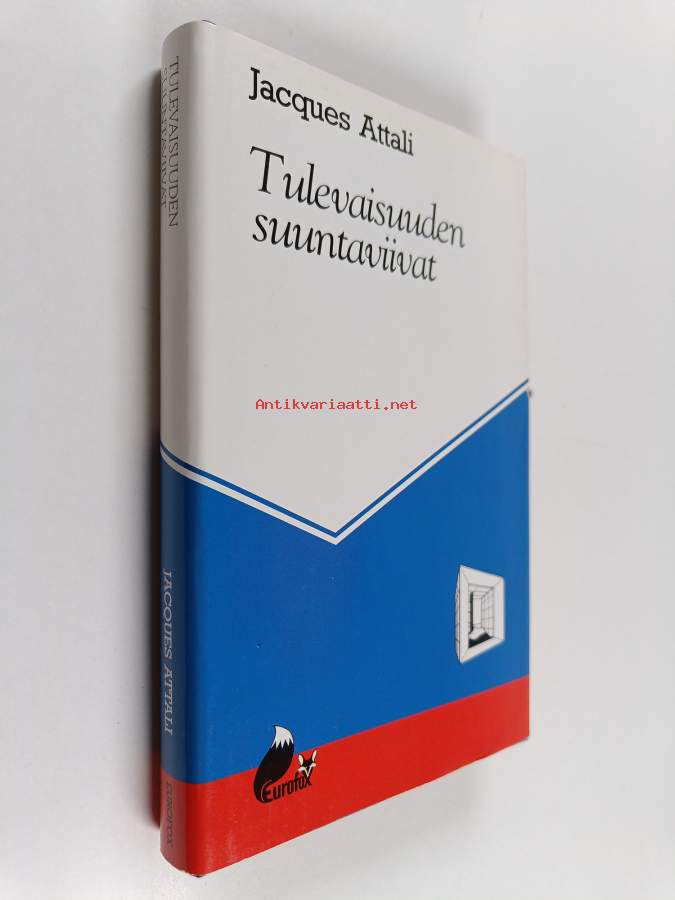 Jacques Attali
Tulevaisuuden
suuntaviivat
Antikvariaatti.net
Eurofox
TULEVAISUUDEN
SUUNTAVIIVAT
JACQUES ATTALI
EUROFOX